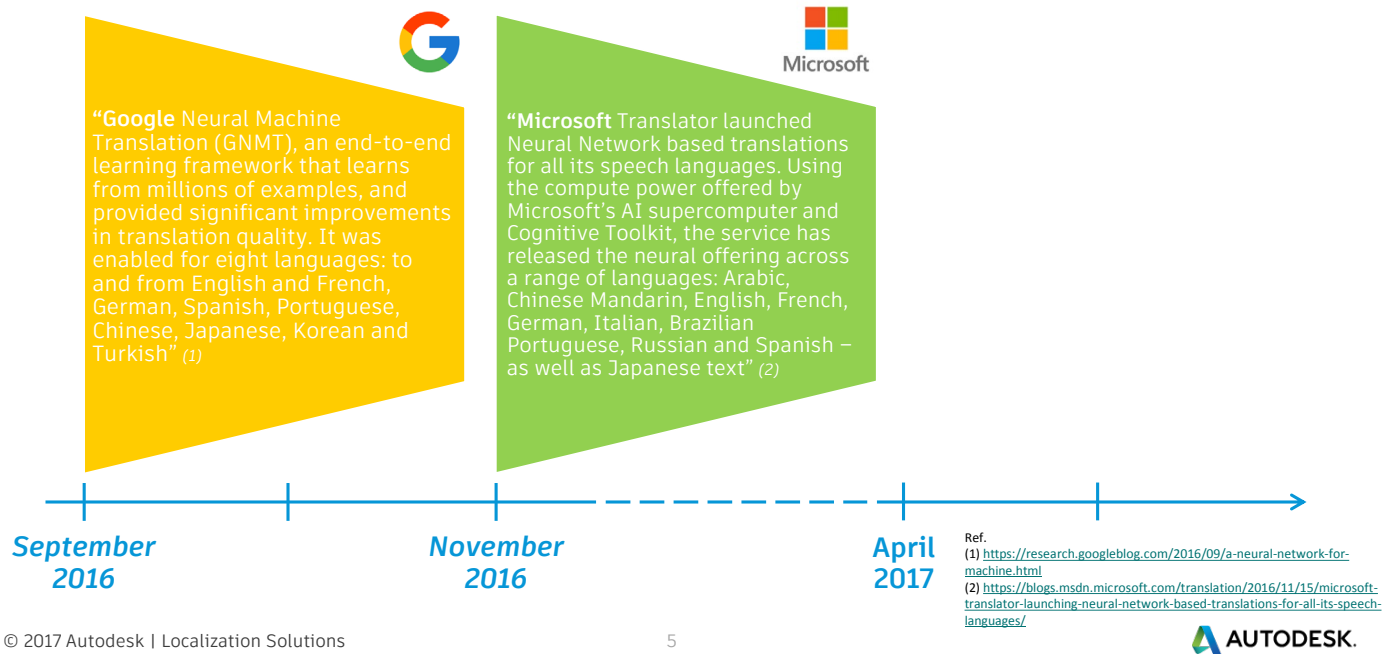 Microsoft
“Google Neural Machine
Translation (GNMT), an end-to-end
learning framework that learns
from millions of examples, and
provided significant improvements
in translation quality. It was
enabled for eight languages: to
and from English and French,
German, Spanish, Portuguese,
Chinese, Japanese, Korean and
Turkish” (1)
“Microsoft Translator launched
Neural Network based translations
for all its speech languages. Using
the compute power offered by
Microsoft’s AI supercomputer and
Cognitive Toolkit, the service has
released the neural offering across
a range of languages: Arabic,
Chinese Mandarin, English, French,
German, Italian, Brazilian
Portuguese, Russian and Spanish –
as well as Japanese text” (2)
September
2016
November
2016
April
2017
Ref.
(1) https://research.googleblog.com/2016/09/a-neural-network-for-
machine.html
(2) https://blogs.msdn.microsoft.com/translation/2016/11/15/microsoft-
translator-launching-neural-network-based-translations-for-all-its-speech-
languages/
© 2017 Autodesk | Localization Solutions
5
AUTODESK.